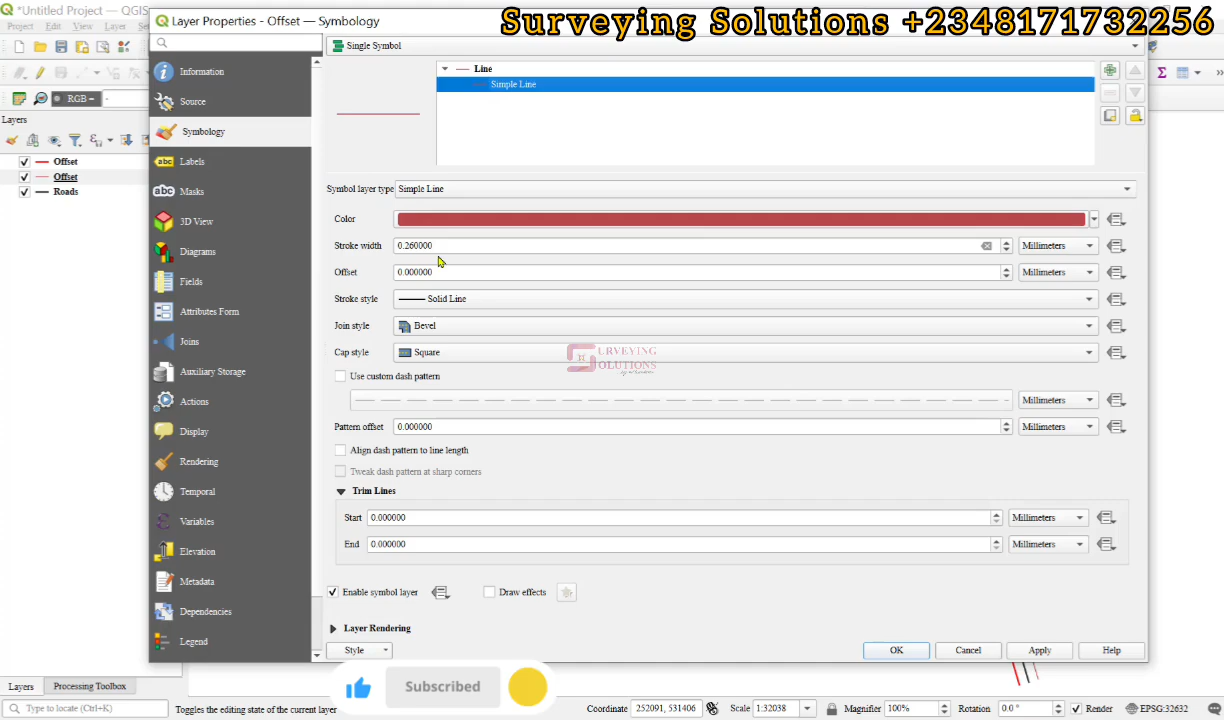 *Untitled Project — QGIS
Layer Properties - Offset — Symbology
Surveying Solutions +2348171732256
Project Edit View Layer
Single Symbol
Line
Simple Line
RGB
Layers
Offset
Offset
Roads
Information
Source
Symbology
Labels
Masks
3D View
Diagrams
Fields
Attributes Form
Joins
Auxiliary Storage
Actions
Display
Rendering
Temporal
Variables
Elevation
Metadata
Dependencies
Legend
Symbol layer type Simple Line
Color
Stroke width 0.260000 Millimeters
Offset 0.000000 Millimeters
Stroke style Solid Line
Join style Bevel
Cap style Square
URVEYING
OLUTIONS
Use custom dash pattern
Millimeters
Pattern offset 0.000000 Millimeters
Align dash pattern to line length
Tweak dash pattern at sharp corners
Trim Lines
Start 0.000000 Millimeters
End 0.000000 Millimeters
Enable symbol layer Draw effects
Layer Rendering
Style OK Cancel Apply Help
Subscribed
Layers Processing Toolbox
Type to locate (Ctrl+K) Toggles the editing state of the current layer Coordinate 252091, 531406 Scale 1:32038 Magnifier 100% Rotation 0.0 ° Render EPSG:32632